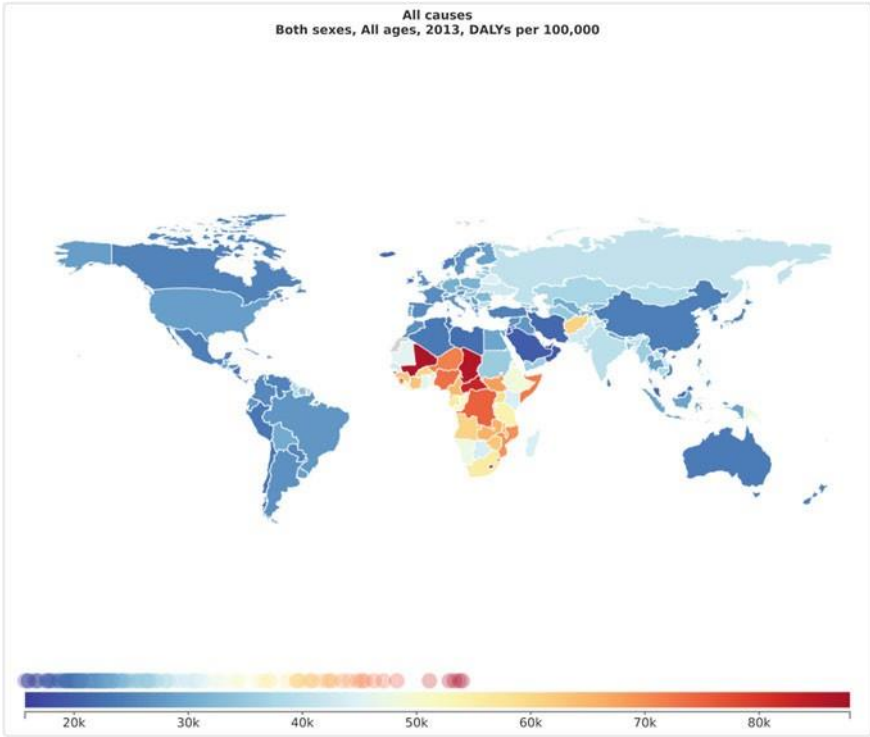 All causes
Both sexes, All ages, 2013, DALYs per 100,000
20k 30k 40k 50k 60k 70k 80k